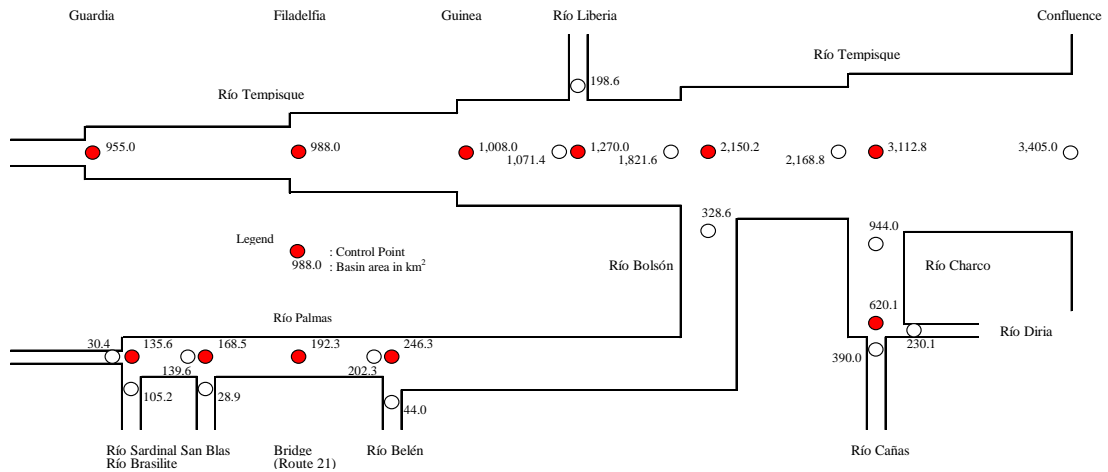 Guardia
Filadelfia
Guinea
Río Liberia
Confluence
Río Tempisque
198.6
Río Tempisque
955.0
988.0
1,008.0
1,071.4
1,270.0
1,821.6
2,150.2
2,168.8
3,112.8
3,405.0
328.6
944.0
Legend
: Control Point
988.0 : Basin area in km²
Río Bolsón
Río Charco
620.1
Río Palmas
Río Diria
30.4
135.6
168.5
192.3
246.3
390.0
230.1
139.6
202.3
105.2
28.9
44.0
Río Sardinal San Blas
Río Brasilite
Bridge
(Route 21)
Río Belén
Río Cañas